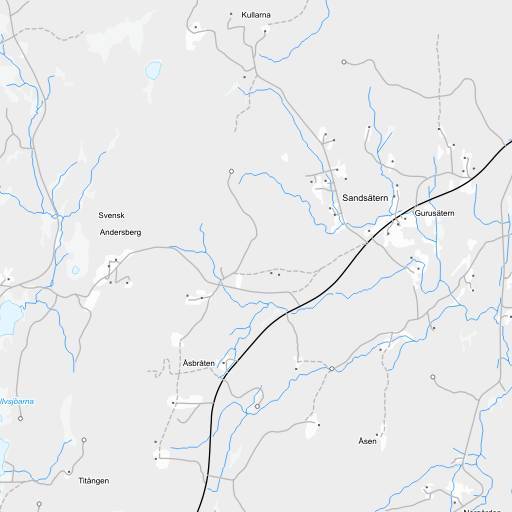 Kullarna
Sandsätern
Gurusätern
Svensk
Andersberg
Åsbråten
Åsen
Titången